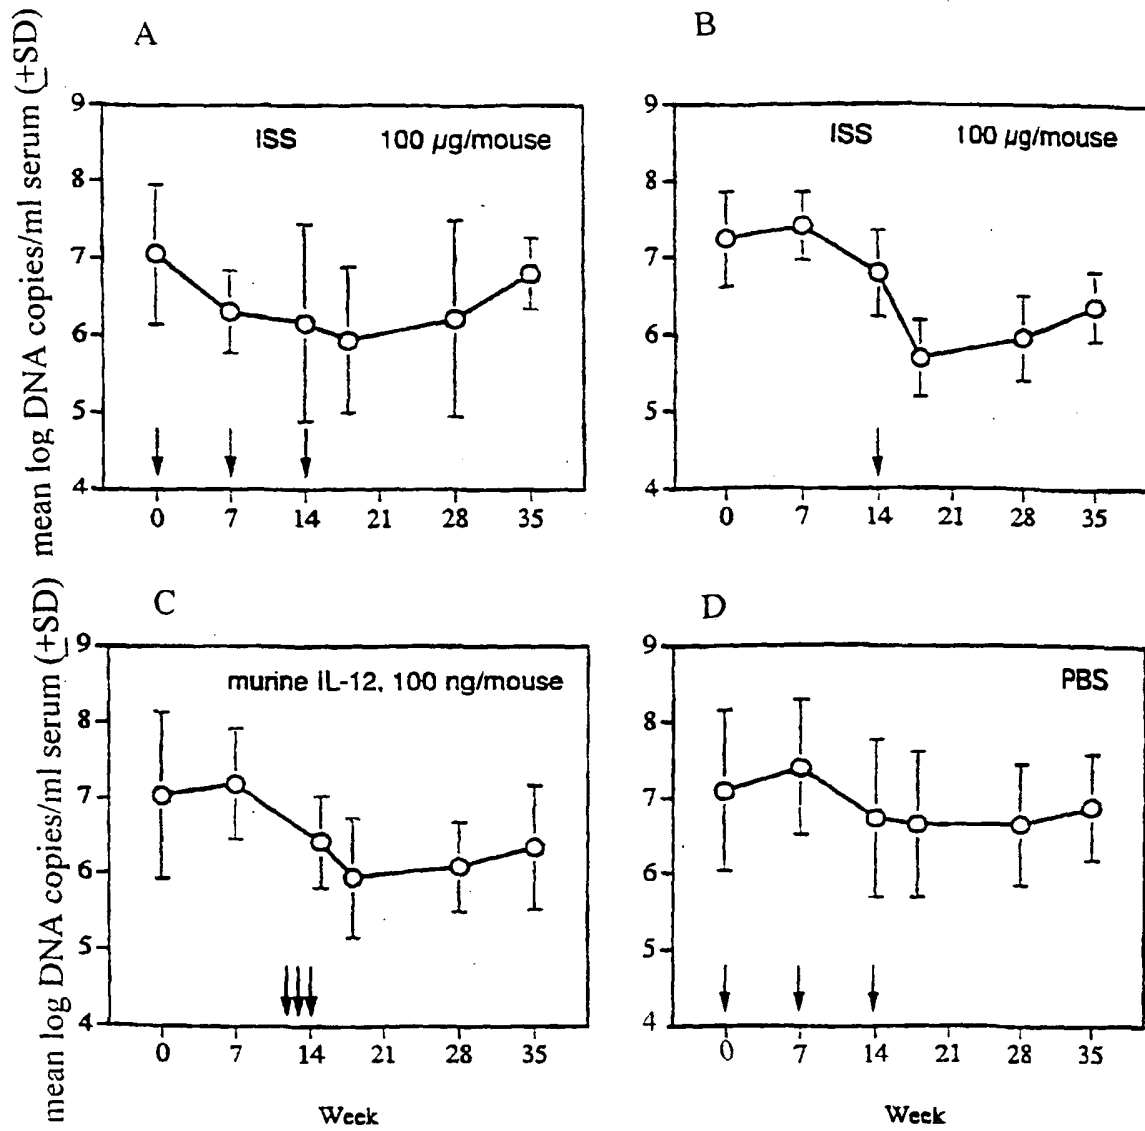 A
mean log DNA copies/ml serum (±SD)
ISS 100 µg/mouse
9
8
7
6
5
4
0 7 14 21 28 35
B
ISS 100 µg/mouse
9
8
7
6
5
4
0 7 14 21 28 35
C
mean log DNA copies/ml serum (±SD)
murine IL-12, 100 ng/mouse
9
8
7
6
5
4
0 7 14 21 28 35
Week
D
PBS
9
8
7
6
5
4
0 7 14 21 28 35
Week